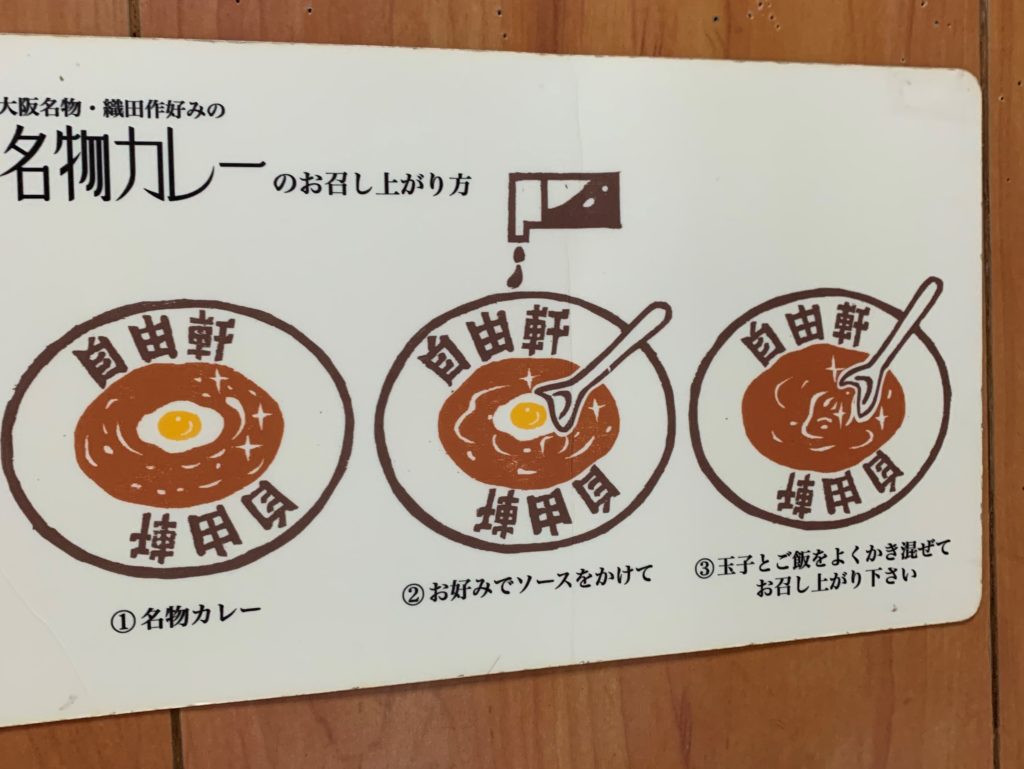 大阪名物・織田作好みの
名物カレーのお召し上がり方
自由軒
自由軒
自由軒
自由軒
自由軒
自由軒
①名物カレー
②お好みでソースをかけて
③玉子とご飯をよくかき混ぜて
お召し上がり下さい